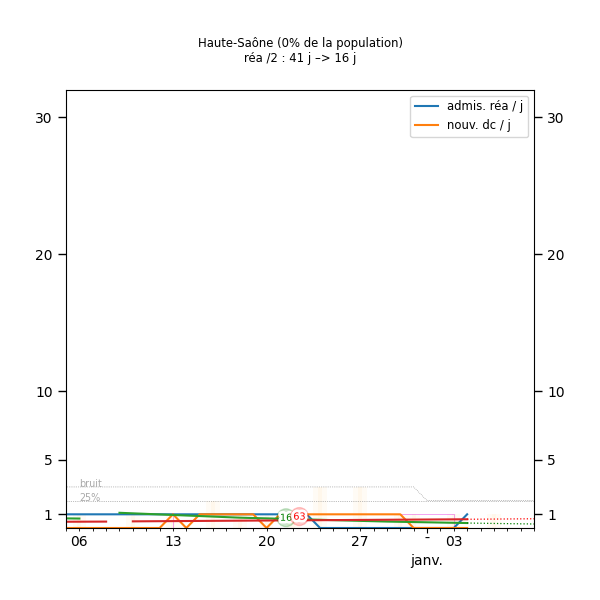 Haute-Saône (0% de la population)
réa /2 : 41 j –> 16 j
admis. réa / j
nouv. dc / j
30 30
20 20
10 10
5 5
bruit
25%
1 16 63 1
06 13 20 27 - 03
janv.